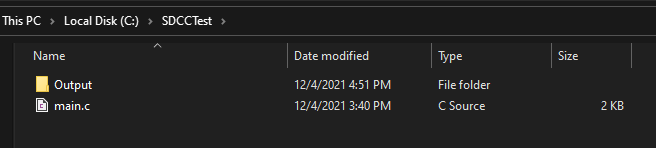 This PC > Local Disk (C:) > SDCCTest >
Name Date modified Type Size
Output 12/4/2021 4:51 PM File folder
main.c 12/4/2021 3:40 PM C Source 2 KB